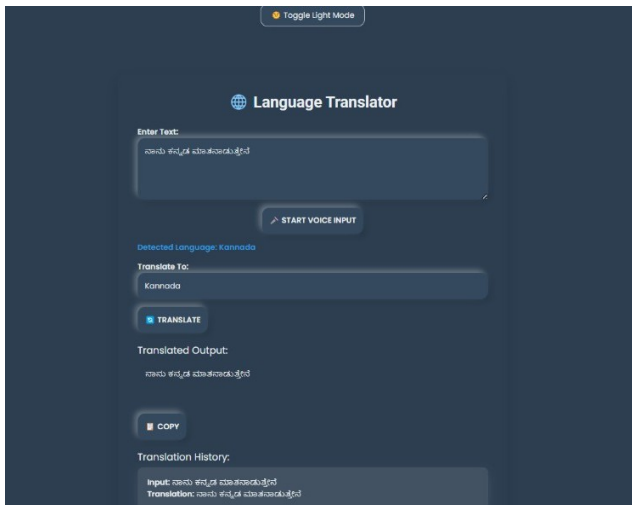 Toggle Light Mode
Language Translator
Enter Text:
ನಾನು ಕನ್ನಡ ಮಾತನಾಡುತ್ತೇನೆ
START VOICE INPUT
Detected Language: Kannada
Translate To:
Kannada
TRANSLATE
Translated Output:
ನಾನು ಕನ್ನಡ ಮಾತನಾಡುತ್ತೇನೆ
COPY
Translation History:
Input: ನಾನು ಕನ್ನಡ ಮಾತನಾಡುತ್ತೇನೆ
Translation: ನಾನು ಕನ್ನಡ ಮಾತನಾಡುತ್ತೇನೆ